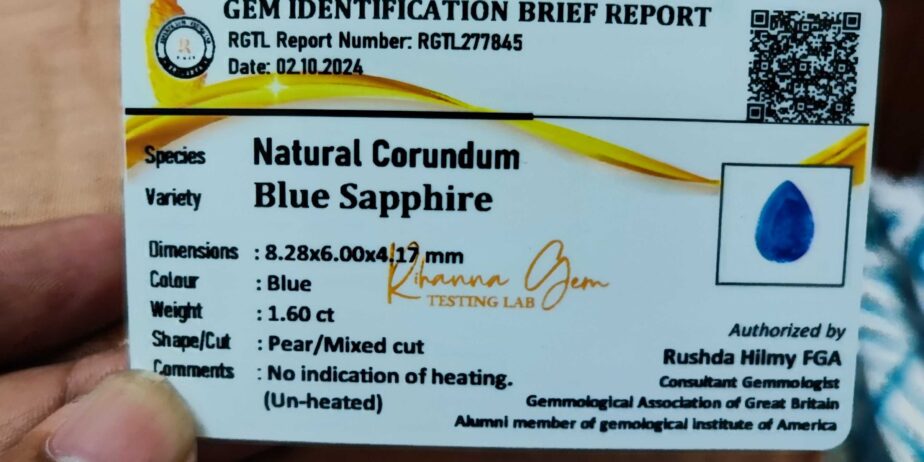 GEM IDENTIFICATION BRIEF REPORT
RGTL Report Number: RGTL277845
Date: 02.10.2024
Species Natural Corundum
Variety Blue Sapphire
Dimensions : 8.28x6.00x4.17 mm
Colour : Blue
Weight : 1.60 ct
Shape/Cut : Pear/Mixed cut
Comments : No indication of heating.
(Un-heated)
Rihanna Gem
TESTING LAB
Authorized by
Rushda Hilmy FGA
Consultant Gemmologist
Gemmological Association of Great Britain
Alumni member of gemological institute of America